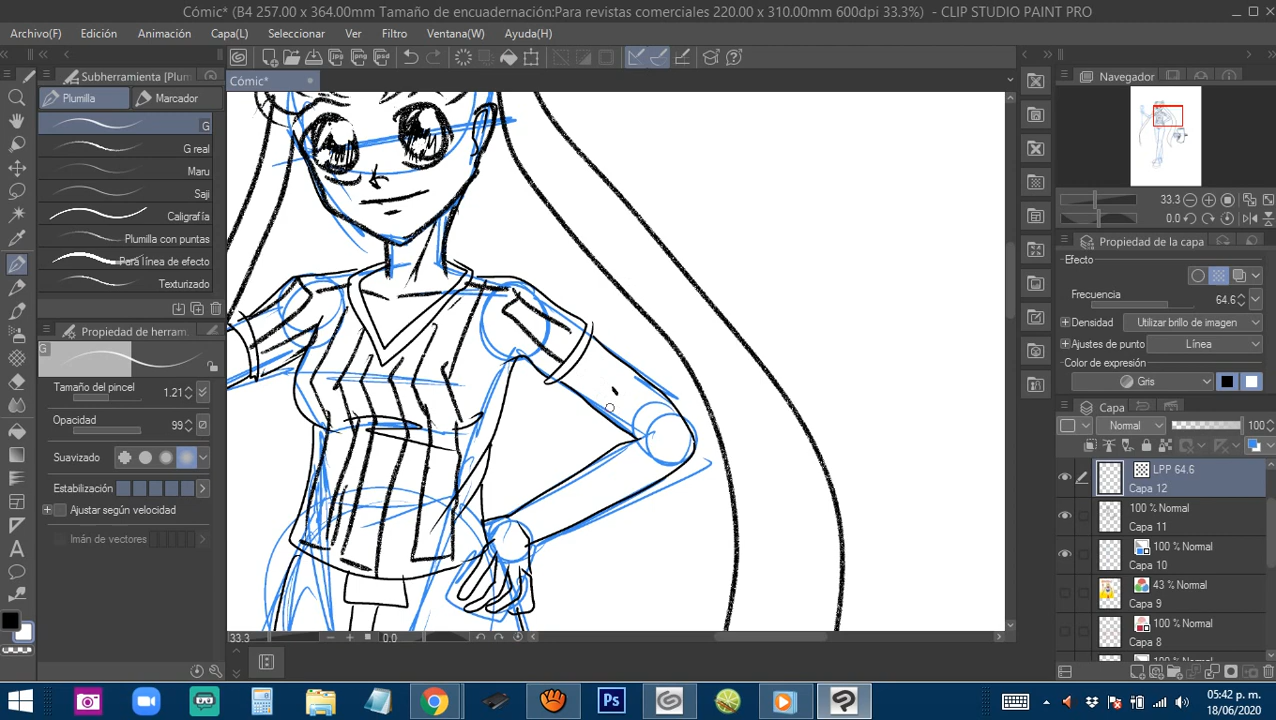 Cómic* (B4 257.00 x 364.00mm Tamaño de encuadernación:Para revistas comerciales 220.00 x 310.00mm 600dpi 33.3%) - CLIP STUDIO PAINT PRO
Archivo(F) Edición Animación Capa(L) Seleccionar Ver Filtro Ventana(W) Ayuda(H)
Subherramienta [Plum
Plumilla Marcador
G
G real
Maru
Saji
Caligrafía
Plumilla con puntas
Para línea de efecto
Texturizado
Propiedad de herram
G
Tamaño del pincel 1.21
Opacidad 99
Suavizado
Estabilización
Ajustar según velocidad
Imán de vectores
Cómic*
33.3 0.0
Navegador
33.3
0.0
Propiedad de la capa
Efecto
Frecuencia 64.6
Densidad Utilizar brillo de imagen
Ajustes de punto Línea
Color de expresión
Gris
Capa
Normal 100
LPP 64.6
Capa 12
100 % Normal
Capa 11
100 % Normal
Capa 10
43 % Normal
Capa 9
100 % Normal
Capa 8
Ps
05:42 p. m.
18/06/2020